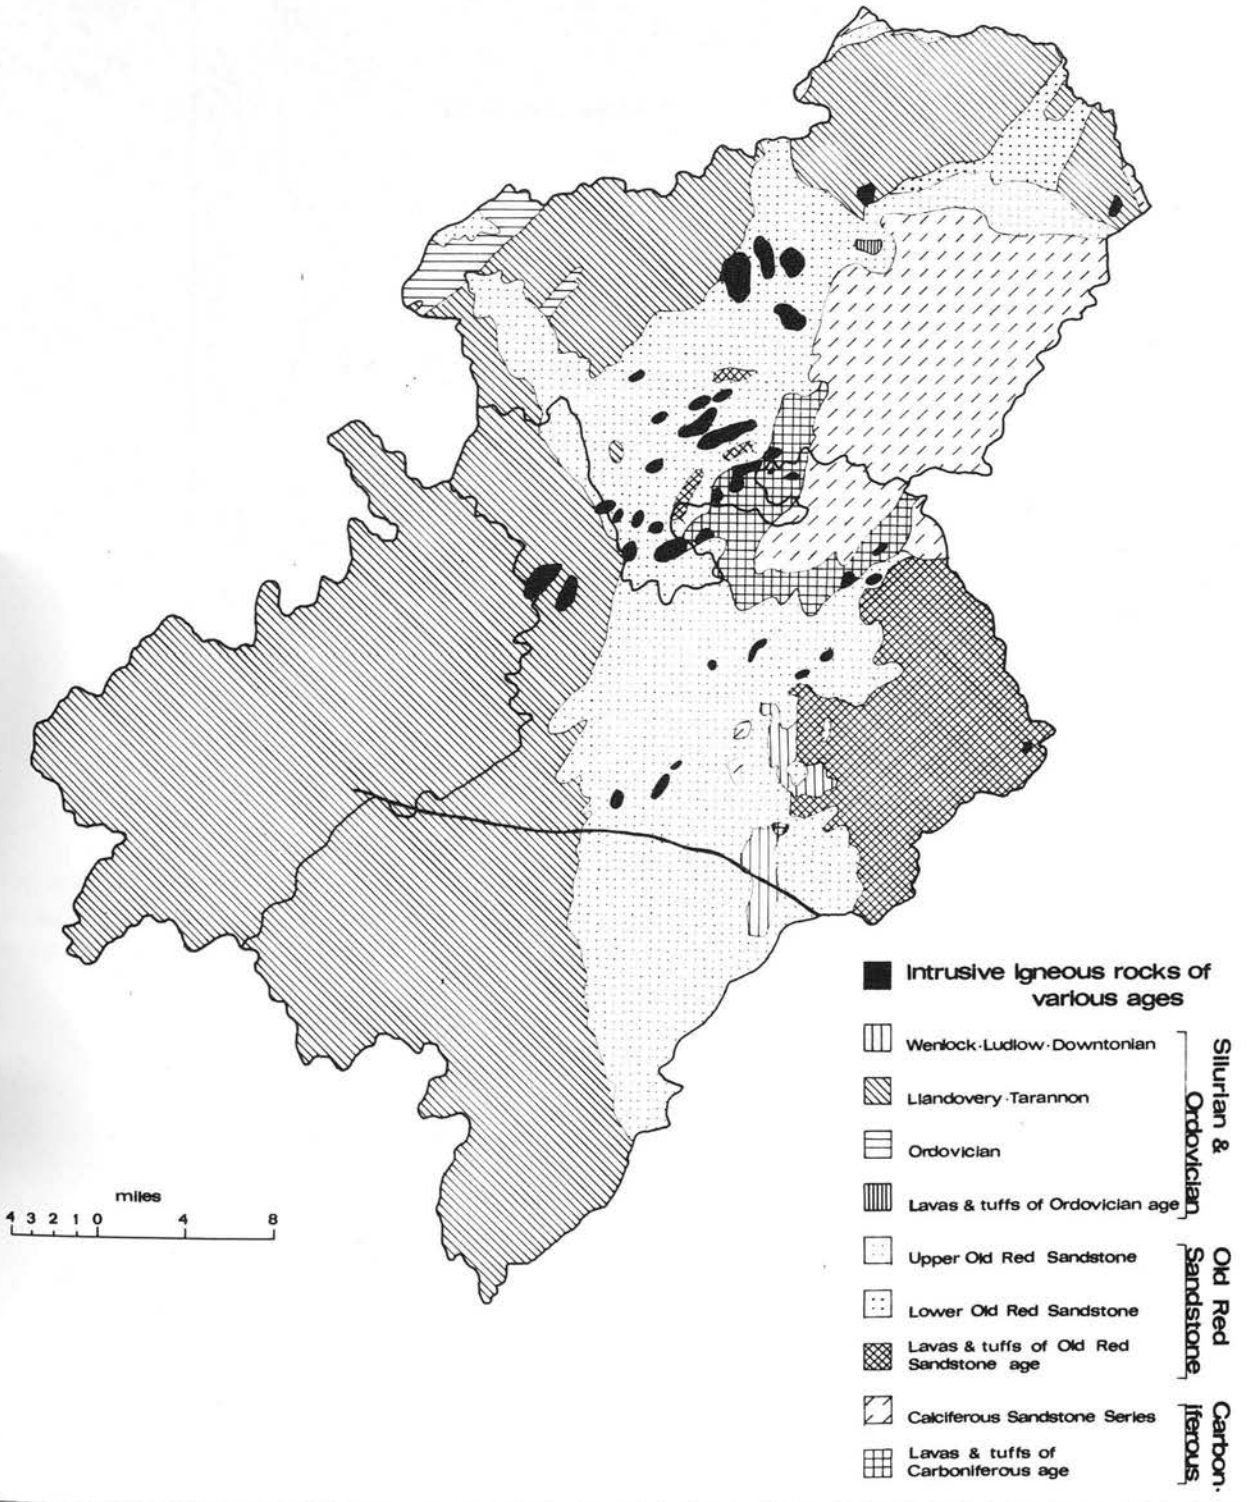 Intrusive Igneous rocks of
various ages
Wenlock·Ludlow·Downtonian
Llandovery·Tarannon
Ordovician
Lavas & tuffs of Ordovician age
Silurian &
Ordovician
Upper Old Red Sandstone
Lower Old Red Sandstone
Lavas & tuffs of Old Red
Sandstone age
Old Red
Sandstone
Calciferous Sandstone Series
Lavas & tuffs of
Carboniferous age
Carbon-
iferous
miles
4 3 2 1 0 4 8